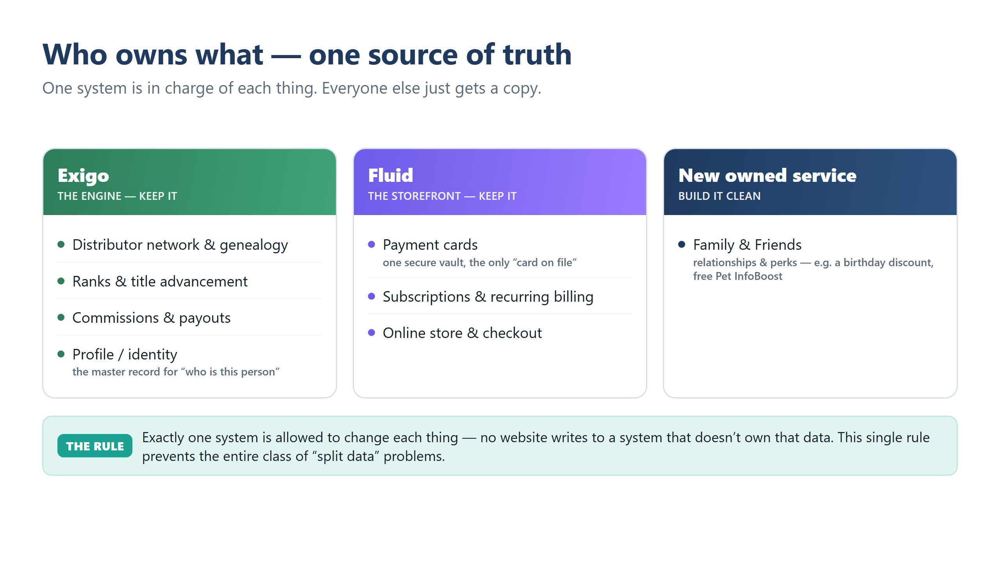 Who owns what — one source of truth
One system is in charge of each thing. Everyone else just gets a copy.
Exigo
THE ENGINE — KEEP IT
Distributor network & genealogy
Ranks & title advancement
Commissions & payouts
Profile / identity
the master record for “who is this person”
Fluid
THE STOREFRONT — KEEP IT
Payment cards
one secure vault, the only “card on file”
Subscriptions & recurring billing
Online store & checkout
New owned service
BUILD IT CLEAN
Family & Friends
relationships & perks — e.g. a birthday discount,
free Pet InfoBoost
THE RULE
Exactly one system is allowed to change each thing — no website writes to a system that doesn’t own that data. This single rule
prevents the entire class of “split data” problems.